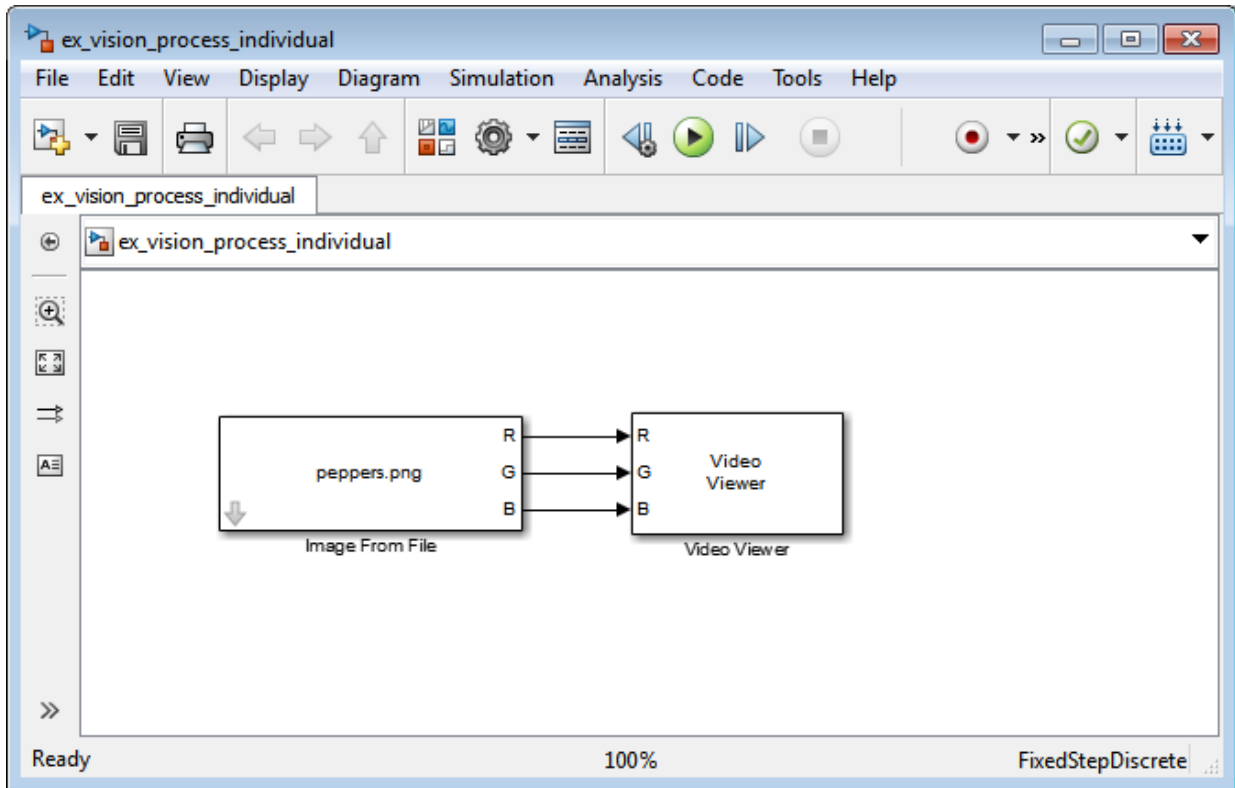 ex_vision_process_individual
File Edit View Display Diagram Simulation Analysis Code Tools Help
ex_vision_process_individual
ex_vision_process_individual
R R
peppers.png G G Video
Viewer
B B
Image From File Video Viewer
Ready 100% FixedStepDiscrete